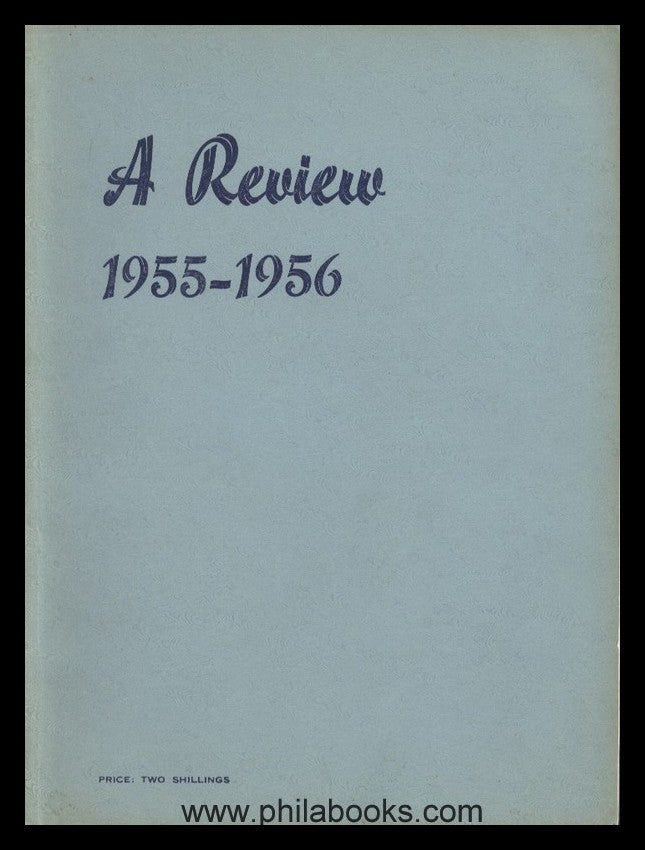 A Review
1955-1956
PRICE: TWO SHILLINGS
www.philabooks.com